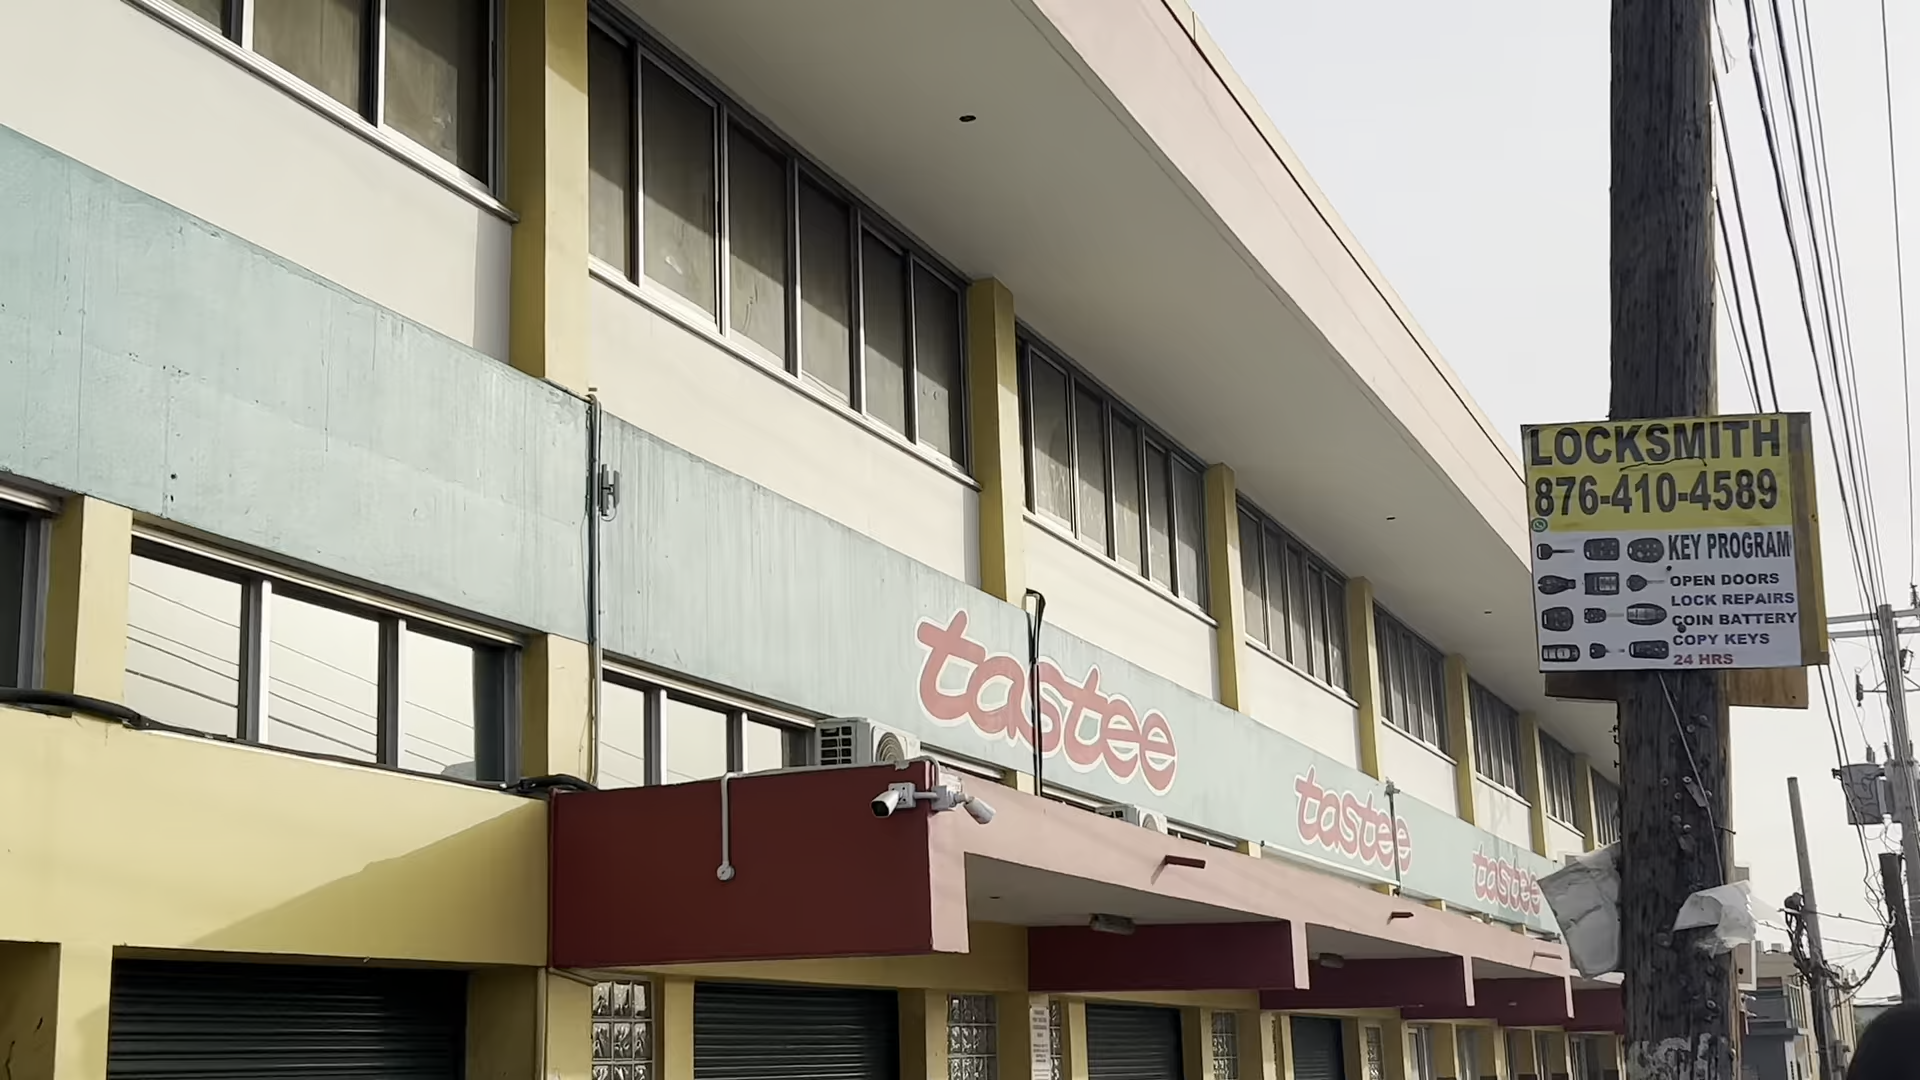 tastee
tastee
tastee
LOCKSMITH
876-410-4589
KEY PROGRAM
OPEN DOORS
LOCK REPAIRS
COIN BATTERY
COPY KEYS
24 HRS